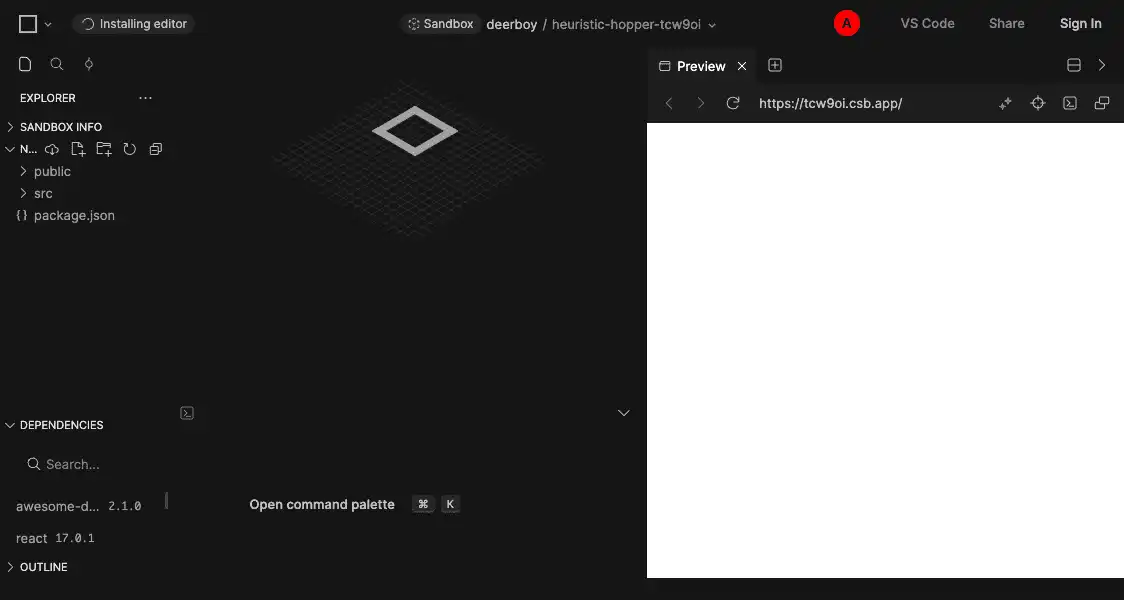 Installing editor
Sandbox deerboy / heuristic-hopper-tcw9oi
A
VS Code
Share
Sign In
EXPLORER
SANDBOX INFO
N...
public
src
{} package.json
DEPENDENCIES
Search...
awesome-d... 2.1.0
react 17.0.1
OUTLINE
Open command palette ⌘ K
Preview
https://tcw9oi.csb.app/